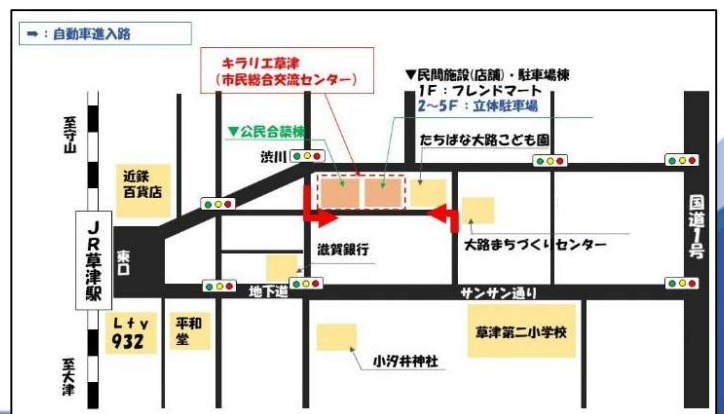 ➡：自動車進入路
キラリエ草津
（市民総合交流センター）
▼民間施設(店舗)・駐車場棟
1F：フレンドマート
2～5F：立体駐車場
▼公民合築棟
渋川
たちばな大路こども園
至守山
近鉄
百貨店
JR草津駅
東口
国道1号
滋賀銀行
大路まちづくりセンター
地下道
サンサン通り
Lty
932
平和
堂
草津第二小学校
小汐井神社
至大津